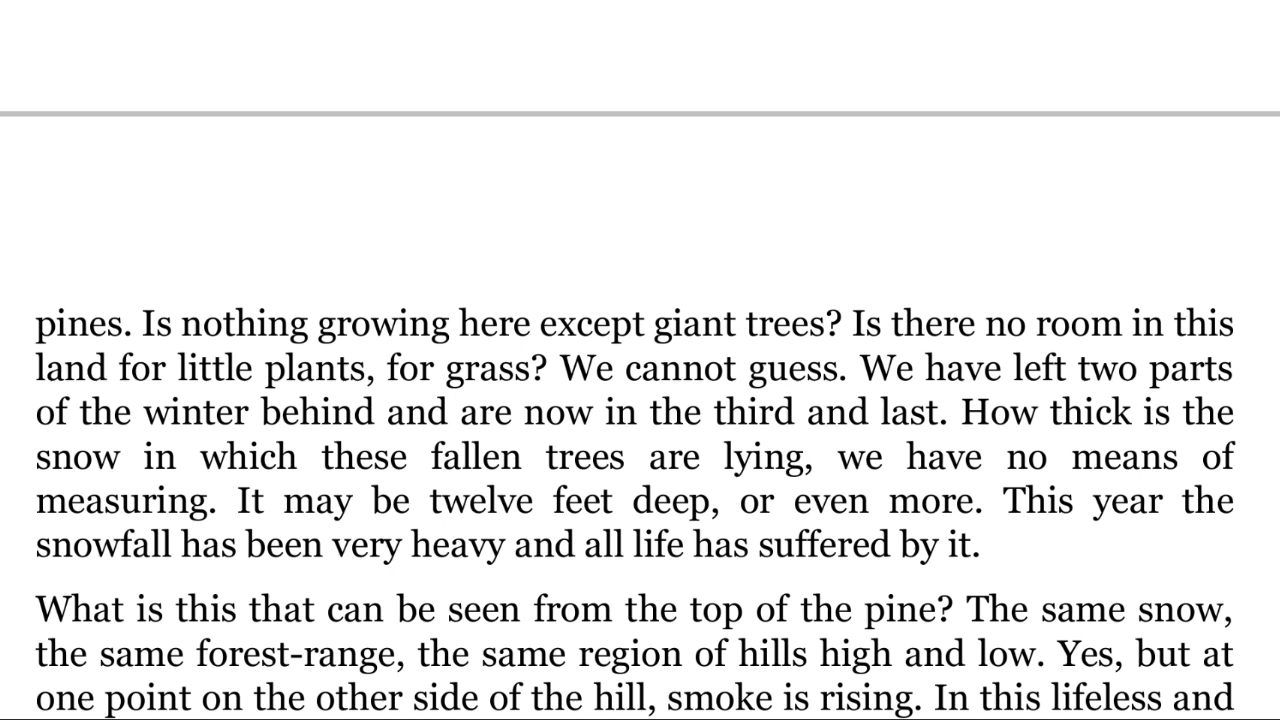 pines. Is nothing growing here except giant trees? Is there no room in this
land for little plants, for grass? We cannot guess. We have left two parts
of the winter behind and are now in the third and last. How thick is the
snow in which these fallen trees are lying, we have no means of
measuring. It may be twelve feet deep, or even more. This year the
snowfall has been very heavy and all life has suffered by it.
What is this that can be seen from the top of the pine? The same snow,
the same forest-range, the same region of hills high and low. Yes, but at
one point on the other side of the hill, smoke is rising. In this lifeless and